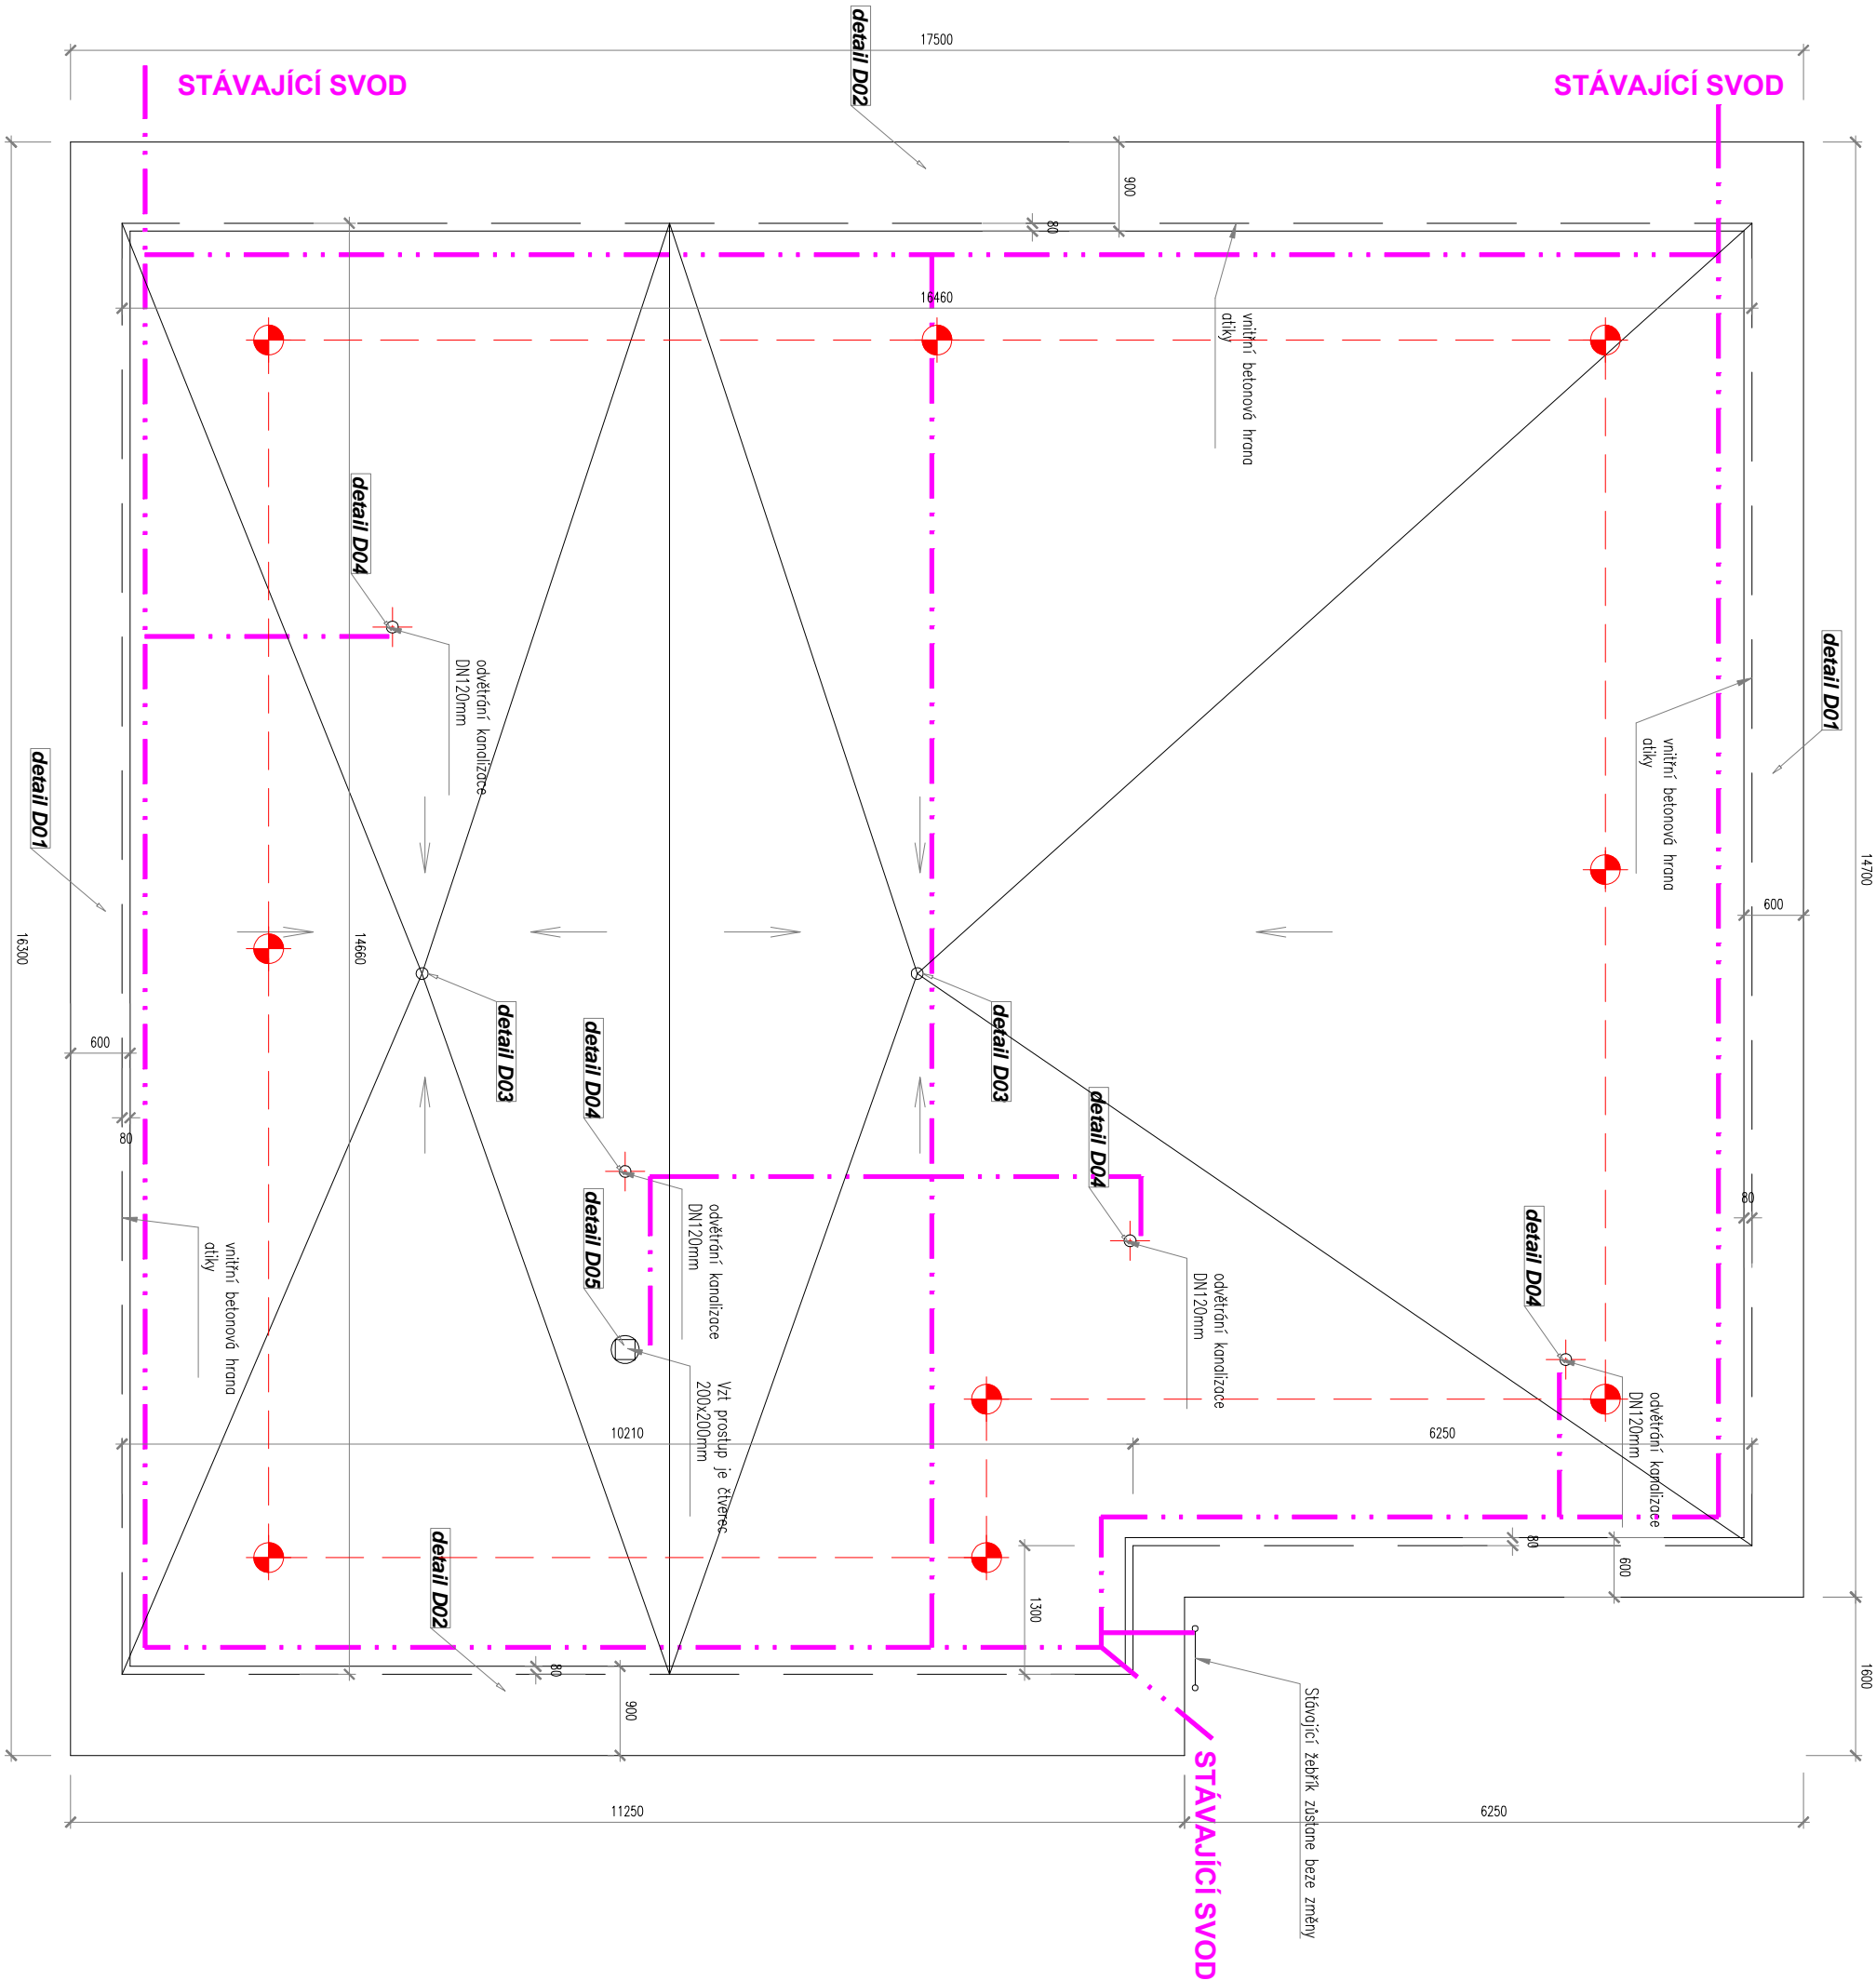 17500
detail D02
STÁVAJÍCÍ SVOD
STÁVAJÍCÍ SVOD
900
80
16460
vnitřní betonová hrana
atiky
detail D04
odvětrání kanalizace
DN120mm
detail D01
vnitřní betonová hrana
atiky
14700
600
detail D01
16300
14660
600
80
detail D03
detail D03
detail D04
detail D04
odvětrání kanalizace
DN120mm
detail D05
odvětrání kanalizace
DN120mm
detail D04
80
odvětrání kanalizace
DN120mm
vnitřní betonová hrana
atiky
Vzt prostup je čtverec
200x200mm
10210
6250
detail D02
80
600
1300
80
900
1600
Stávající žebřík zůstane beze změny
STÁVAJÍCÍ SVOD
11250
6250